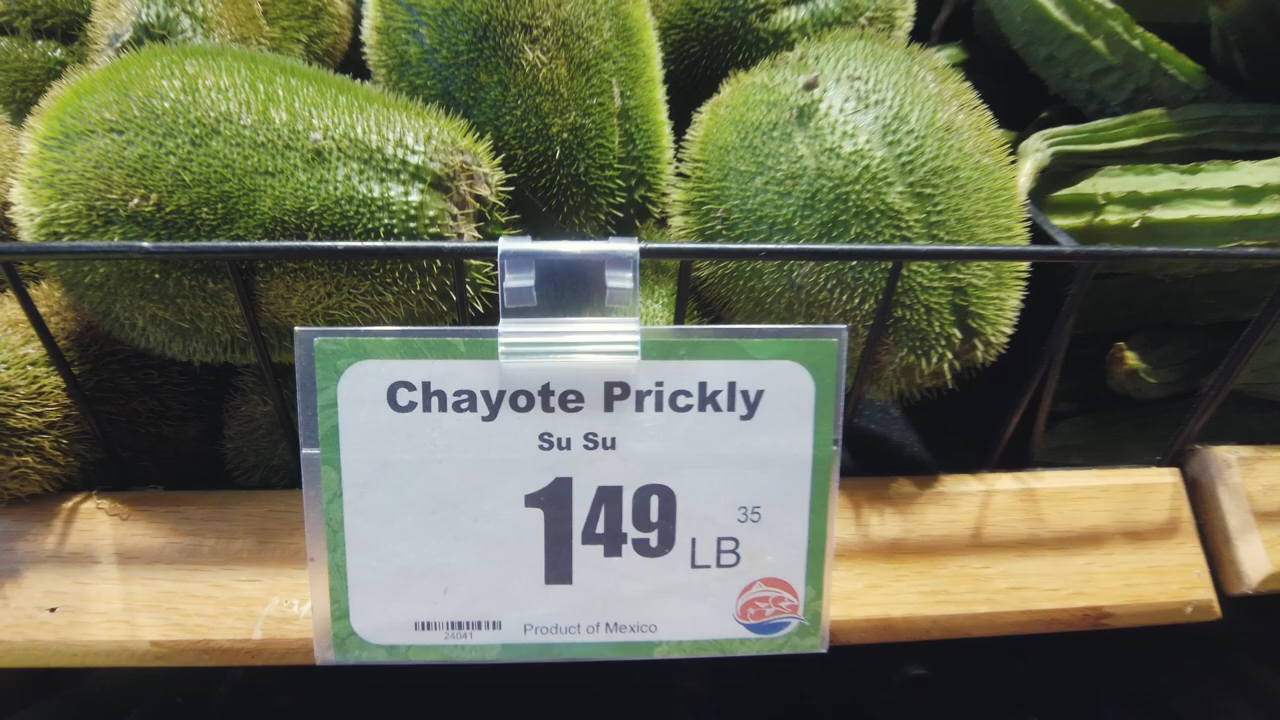 Chayote Prickly
Su Su
149
35
LB
24041
Product of Mexico